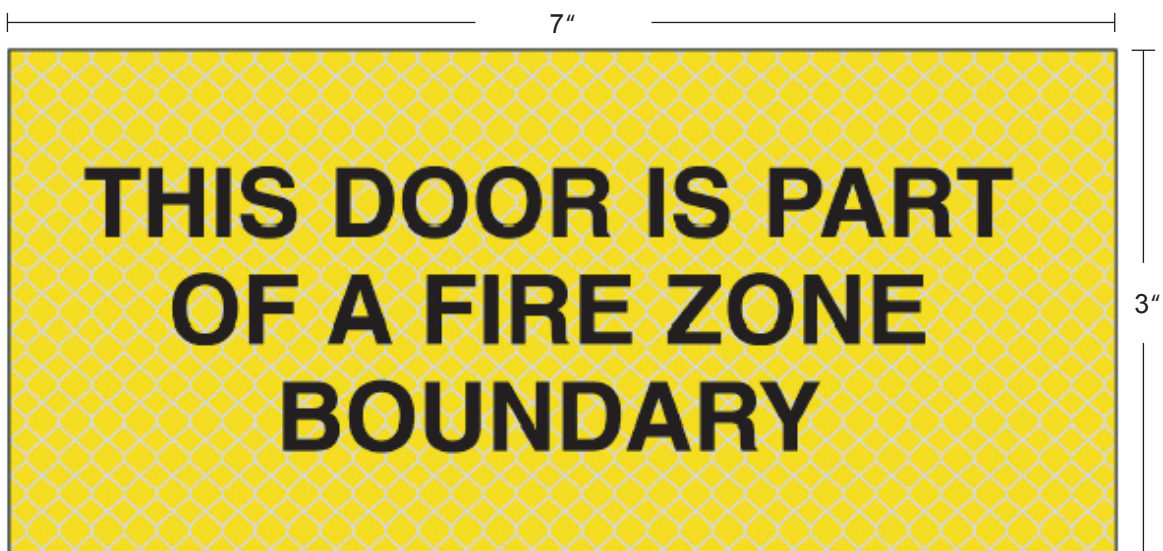 7“
THIS DOOR IS PART
OF A FIRE ZONE
BOUNDARY
3“